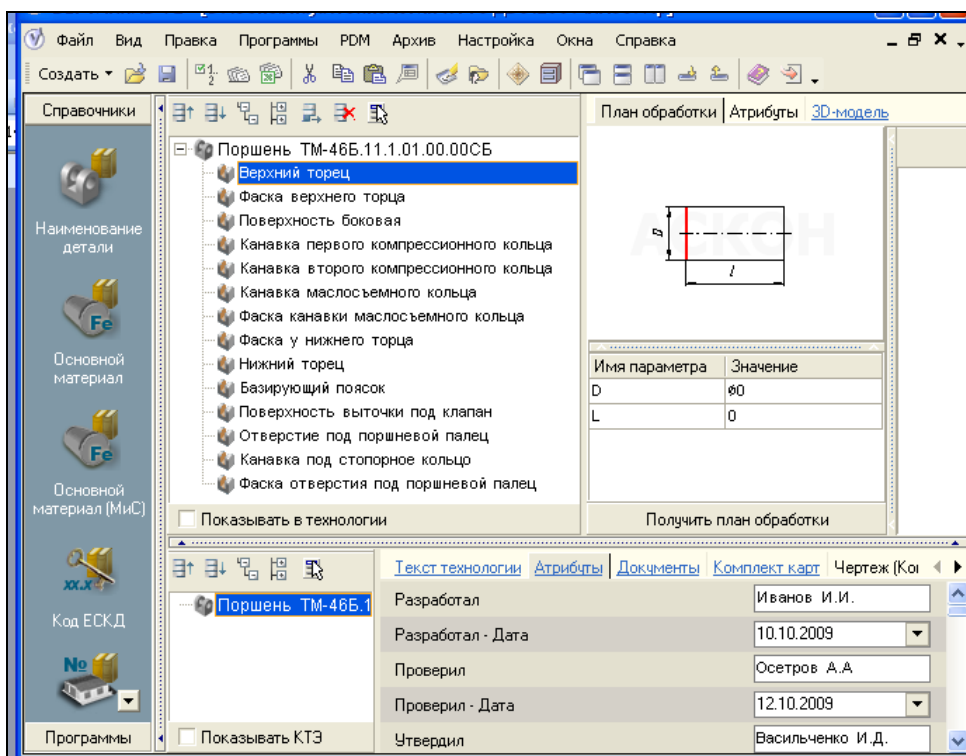 Файл Вид Правка Программы PDM Архив Настройка Окна Справка
Создать
Справочники
План обработки Атрибуты 3D-модель
Поршень ТМ-46Б.11.1.01.00.00СБ
Верхний торец
Фаска верхнего торца
Поверхность боковая
Канавка первого компрессионного кольца
Канавка второго компрессионного кольца
Канавка маслосъемного кольца
Фаска канавки маслосъемного кольца
Фаска у нижнего торца
Нижний торец
Базирующий поясок
Поверхность выточки под клапан
Отверстие под поршневой палец
Канавка под стопорное кольцо
Фаска отверстия под поршневой палец
Показывать в технологии
Наименование
детали
Fe
Основной
материал
Fe
Основной
материал (МиС)
XX.X
Код ЕСКД
№
Программы
АСКОН
D
l
Имя параметра Значение
D ⌀0
L 0
Получить план обработки
Текст технологии Атрибуты Документы Комплект карт Чертеж (Ко
Поршень ТМ-46Б.1
Показывать КТЭ
Разработал Иванов И.И.
Разработал - Дата 10.10.2009
Проверил Осетров А.А
Проверил - Дата 12.10.2009
Утвердил Васильченко И.Д.